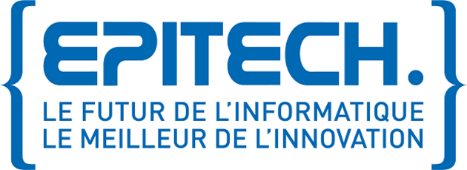 EPITECH.
LE FUTUR DE L'INFORMATIQUE
LE MEILLEUR DE L'INNOVATION